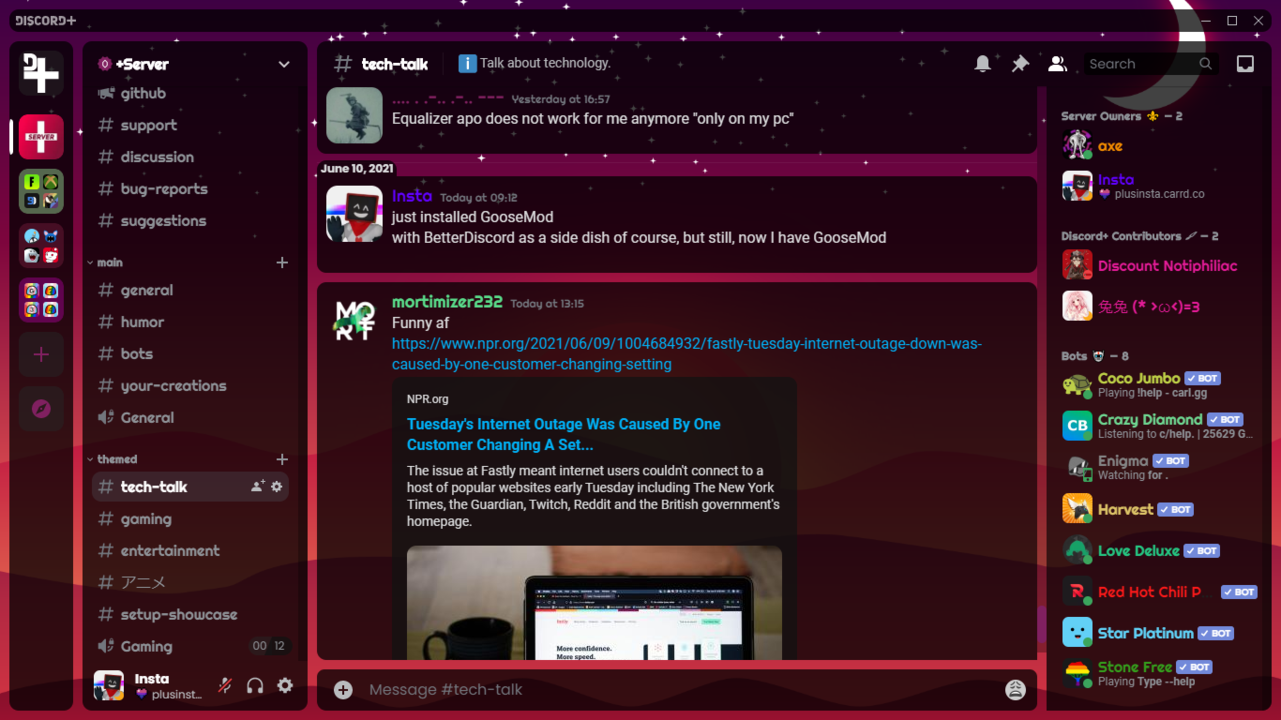 DISCORD+
+Server
github
support
discussion
bug-reports
suggestions
main
general
humor
bots
your-creations
General
themed
tech-talk
gaming
entertainment
アニメ
setup-showcase
Gaming 00 12
Insta
plusinst...
SERVER
# tech-talk
Talk about technology.
Search
.... . .-.. .-.. --- Yesterday at 16:57
Equalizer apo does not work for me anymore "only on my pc"
June 10, 2021
Insta Today at 09:12
just installed GooseMod
with BetterDiscord as a side dish of course, but still, now I have GooseMod
MO
RT
mortimizer232 Today at 13:15
Funny af
https://www.npr.org/2021/06/09/1004684932/fastly-tuesday-internet-outage-down-was-
caused-by-one-customer-changing-setting
NPR.org
Tuesday's Internet Outage Was Caused By One
Customer Changing A Set...
The issue at Fastly meant internet users couldn't connect to a
host of popular websites early Tuesday including The New York
Times, the Guardian, Twitch, Reddit and the British government's
homepage.
More confidence.
More speed.
Message #tech-talk
Server Owners — 2
axe
Insta
plusinsta.carrd.co
Discord+ Contributors — 2
Discount Notiphiliac
兔兔 (* >ω<)=3
Bots — 8
Coco Jumbo BOT
Playing !help - carl.gg
CB
Crazy Diamond BOT
Listening to c/help. | 25629 G...
Enigma BOT
Watching for .
Harvest BOT
Love Deluxe BOT
Red Hot Chili P... BOT
Star Platinum BOT
Stone Free BOT
Playing Type --help